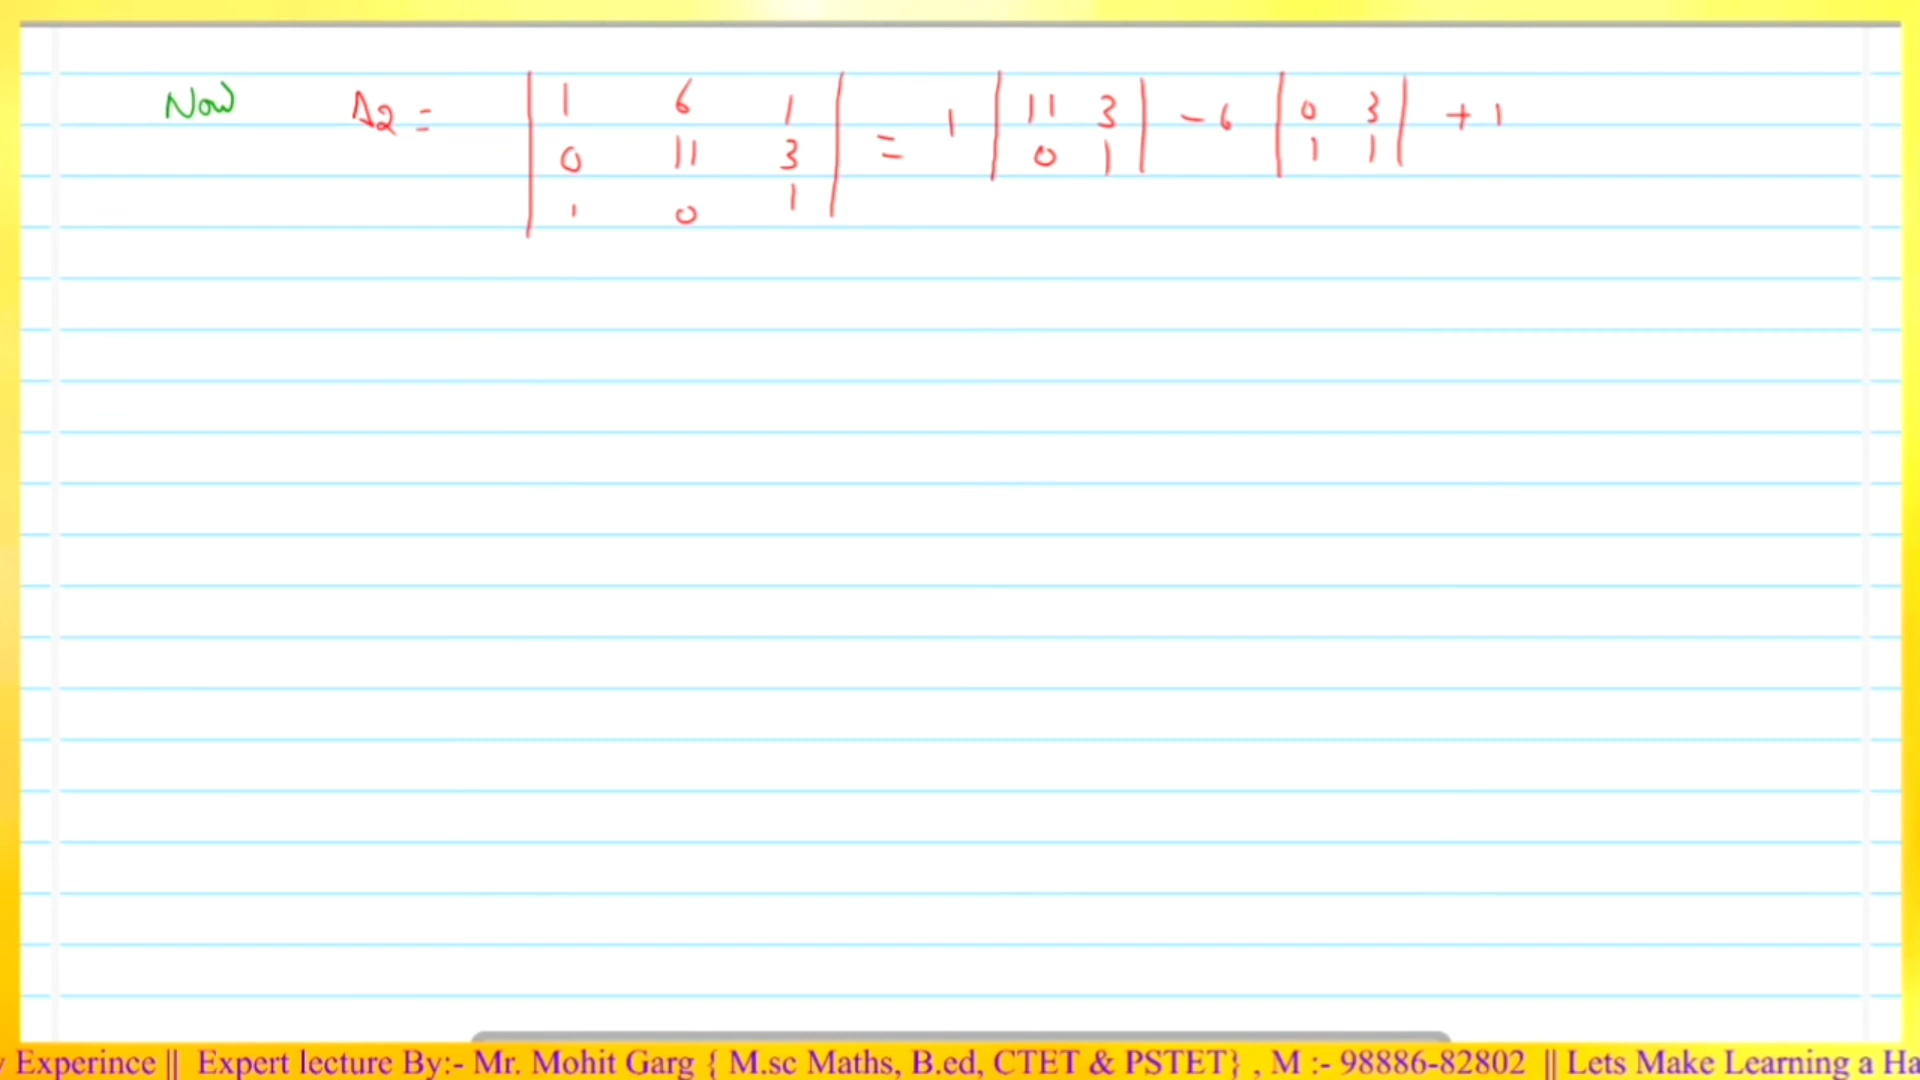 Now Δ2 = | 1 6 1 | = 1 | 11 3 | - 6 | 0 3 | + 1
| 0 11 3 | | 0 1 | | 1 1 |
| 1 0 1 |
y Experince || Expert lecture By:- Mr. Mohit Garg { M.sc Maths, B.ed, CTET & PSTET} , M :- 98886-82802 || Lets Make Learning a Ha